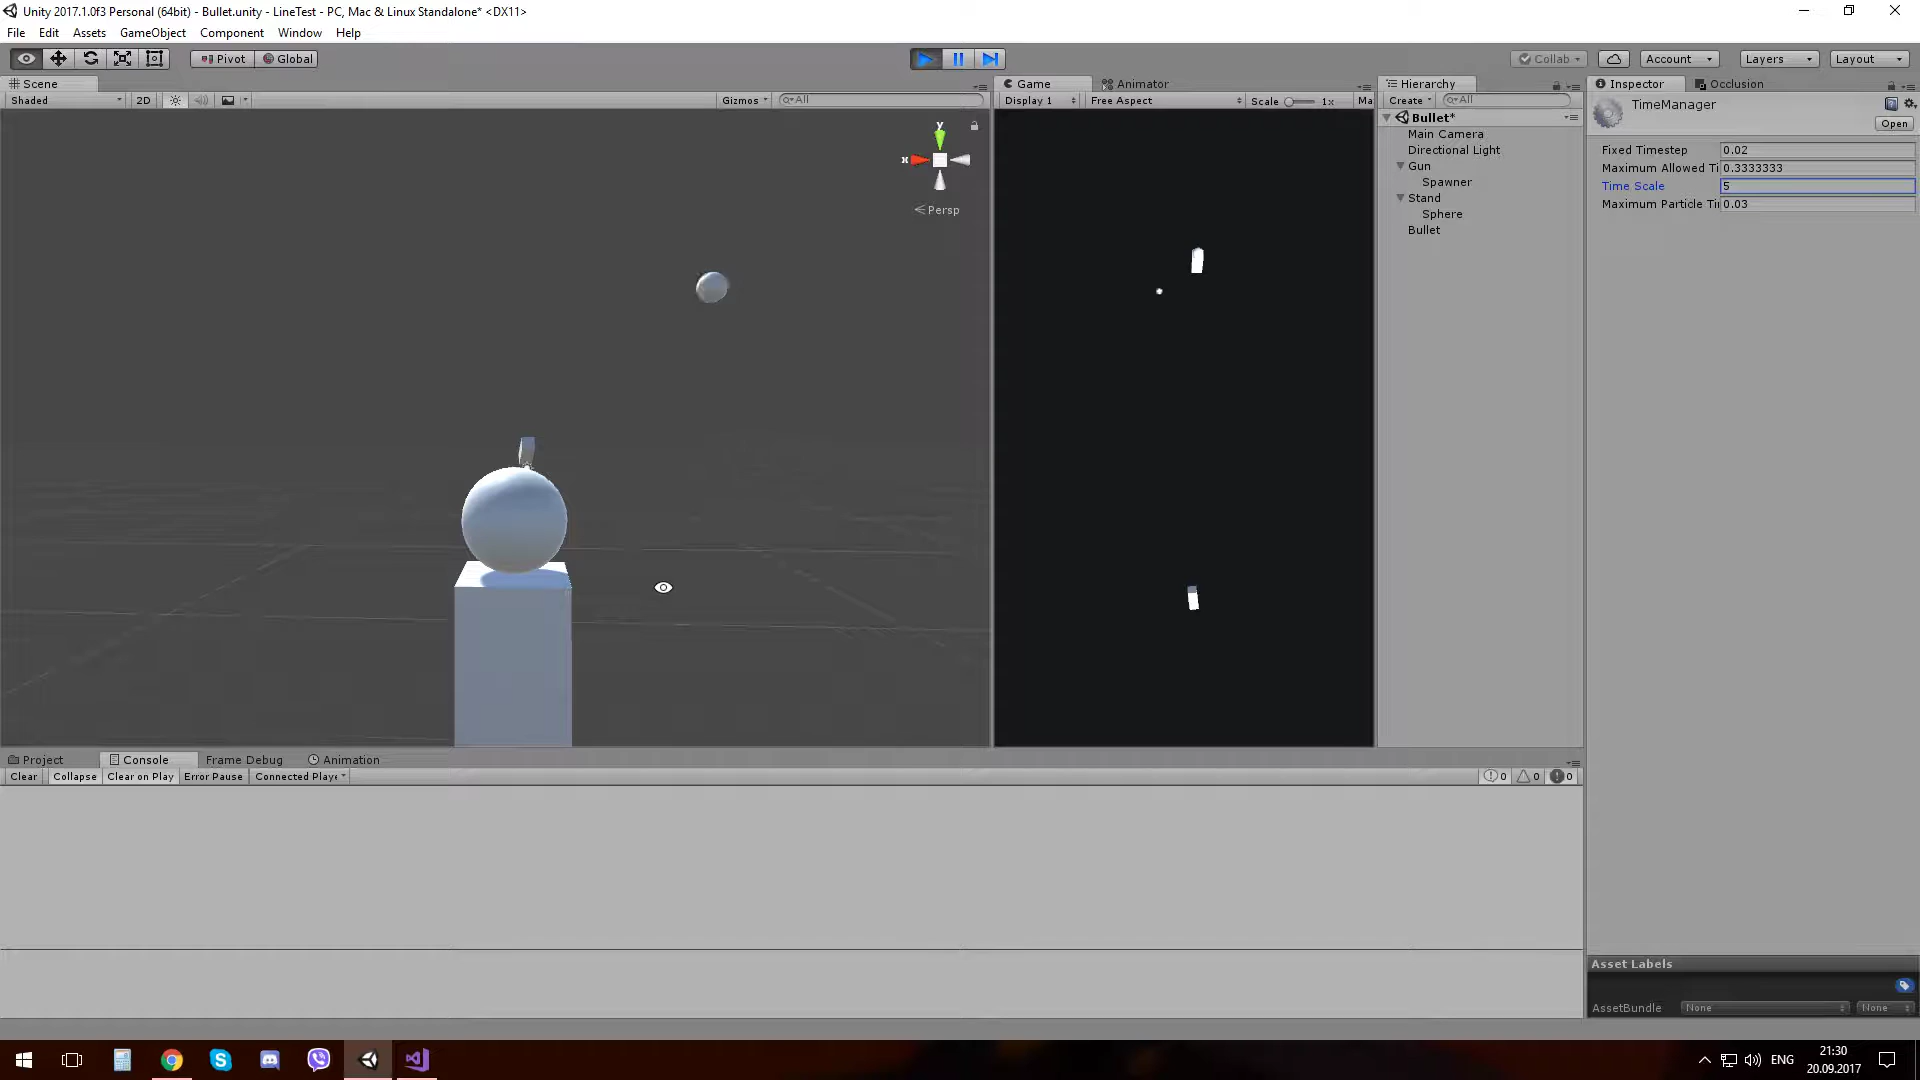 Unity 2017.1.0f3 Personal (64bit) - Bullet.unity - LineTest - PC, Mac & Linux Standalone* <DX11>
File Edit Assets GameObject Component Window Help
Pivot Global Collab Account Layers Layout
Scene Game Animator Hierarchy Inspector Occlusion
Shaded 2D Gizmos All Display 1 Free Aspect Scale 1x Ma Create All
TimeManager
Open
Bullet*
Main Camera
Directional Light
Gun
Spawner
Stand
Sphere
Bullet
Fixed Timestep 0.02
Maximum Allowed Ti 0.3333333
Time Scale 5
Maximum Particle Ti 0.03
y
x
Persp
Project Console Frame Debug Animation
Clear Collapse Clear on Play Error Pause Connected Playe 0 0 0
Asset Labels
AssetBundle None None
ENG
21:30
20.09.2017